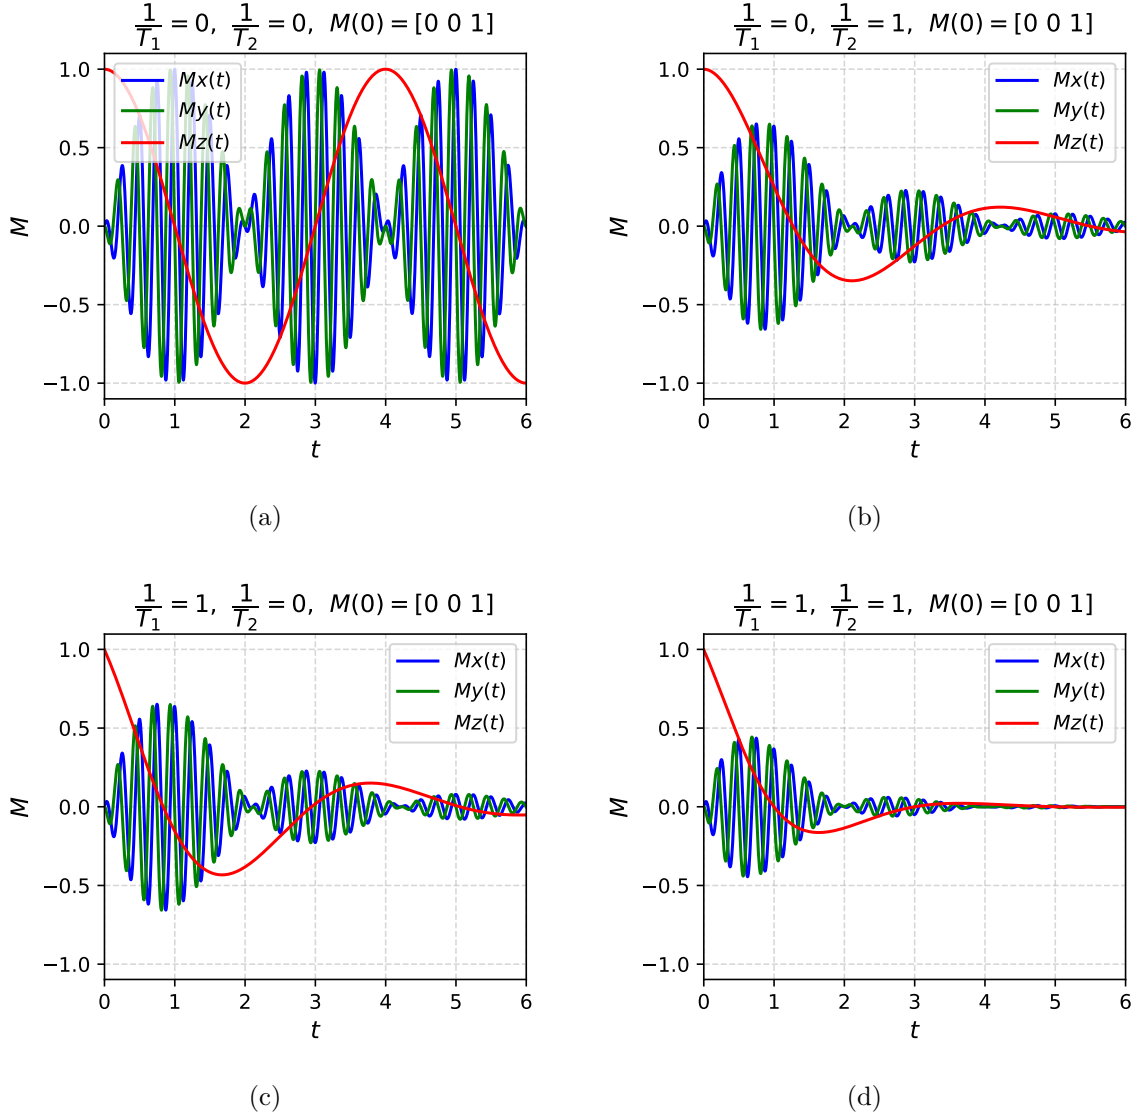 1/T₁ = 0, 1/T₂ = 0, M(0) = [0 0 1]
1.0
0.5
0.0
−0.5
−1.0
M
Mx(t)
My(t)
Mz(t)
0 1 2 3 4 5 6
t
(a)
1/T₁ = 0, 1/T₂ = 1, M(0) = [0 0 1]
1.0
0.5
0.0
−0.5
−1.0
M
Mx(t)
My(t)
Mz(t)
0 1 2 3 4 5 6
t
(b)
1/T₁ = 1, 1/T₂ = 0, M(0) = [0 0 1]
1.0
0.5
0.0
−0.5
−1.0
M
Mx(t)
My(t)
Mz(t)
0 1 2 3 4 5 6
t
(c)
1/T₁ = 1, 1/T₂ = 1, M(0) = [0 0 1]
1.0
0.5
0.0
−0.5
−1.0
M
Mx(t)
My(t)
Mz(t)
0 1 2 3 4 5 6
t
(d)